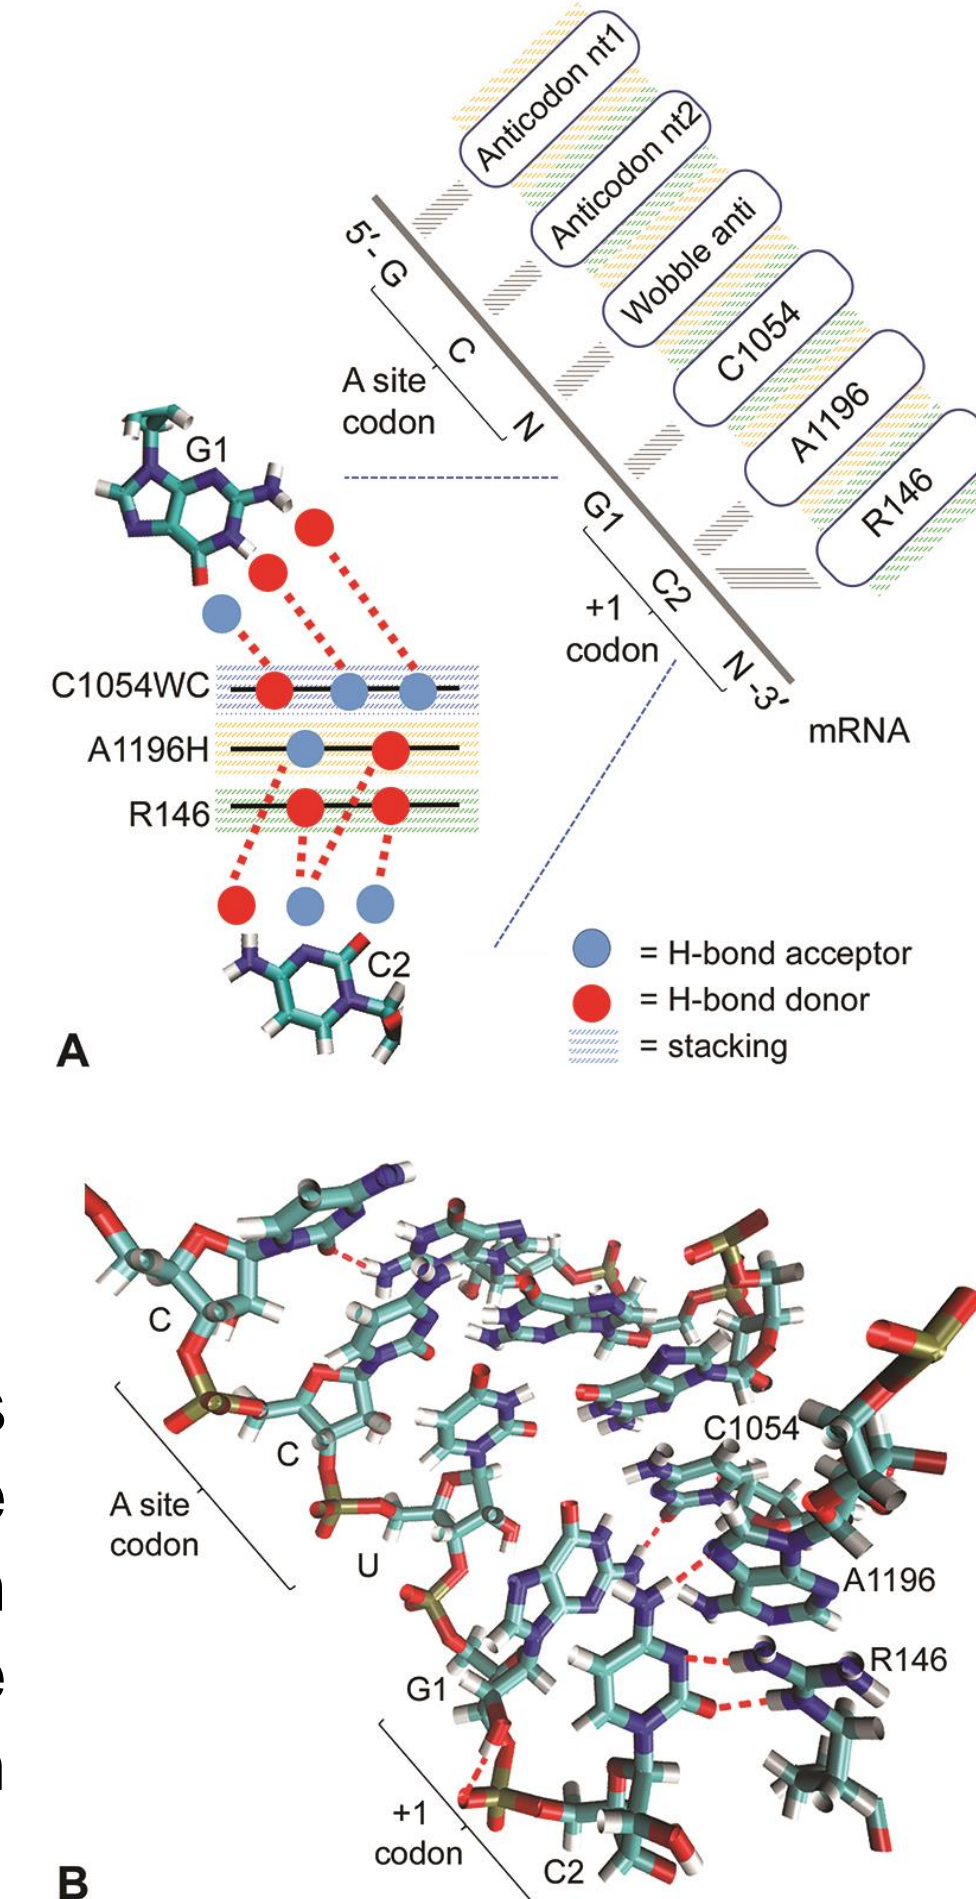 Anticodon nt1
Anticodon nt2
Wobble anti
C1054
A1196
R146
5′- G
C
N
A site
codon
G1
C2
N -3′
+1
codon
mRNA
G1
C1054WC
A1196H
R146
C2
= H-bond acceptor
= H-bond donor
= stacking
A
C
C
U
A site
codon
C1054
A1196
R146
G1
+1
codon
C2
B
s
e
e